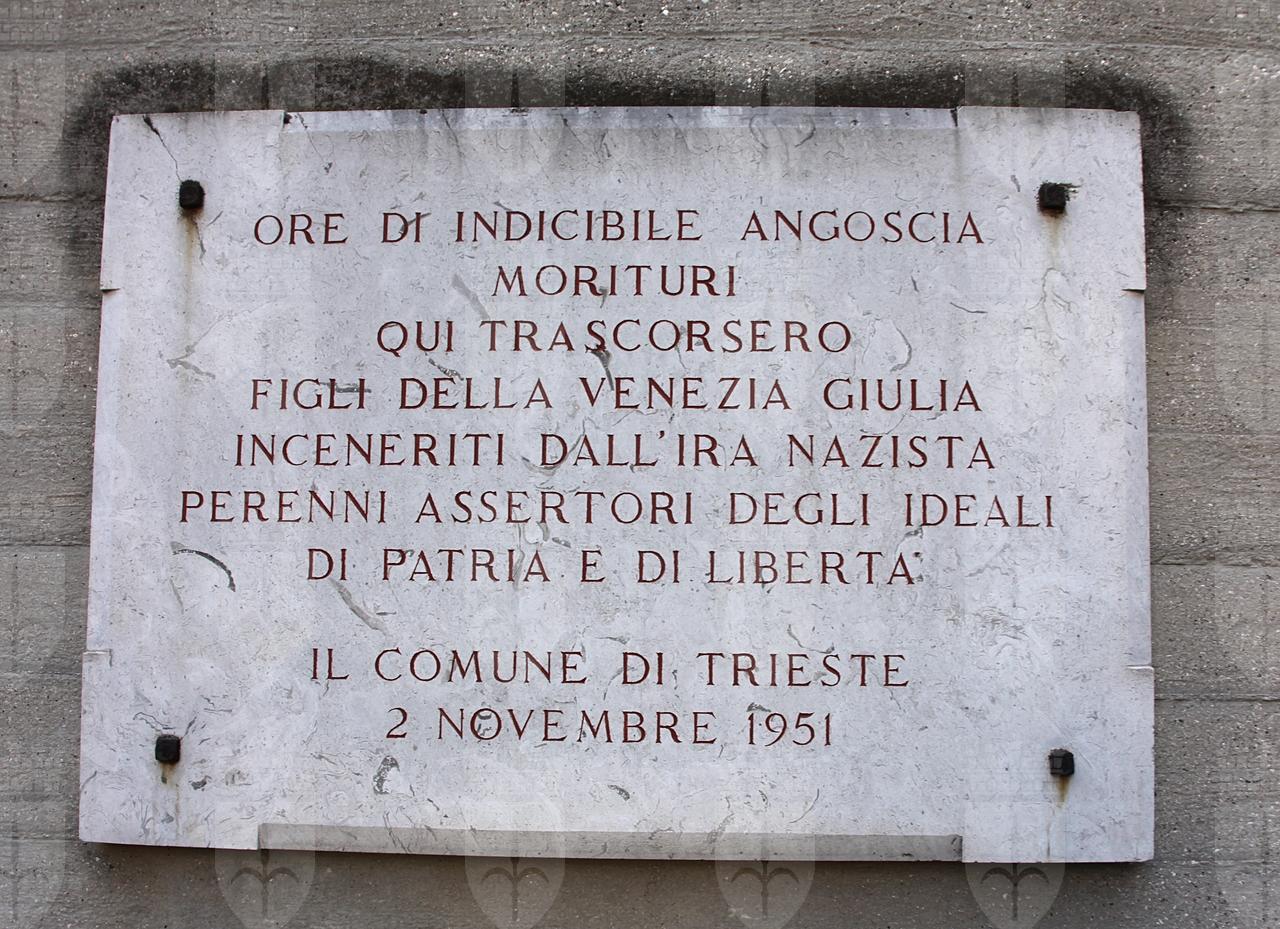 ORE DI INDICIBILE ANGOSCIA
MORITURI
QUI TRASCORSERO
FIGLI DELLA VENEZIA GIULIA
INCENERITI DALL'IRA NAZISTA
PERENNI ASSERTORI DEGLI IDEALI
DI PATRIA E DI LIBERTA'
IL COMUNE DI TRIESTE
2 NOVEMBRE 1951